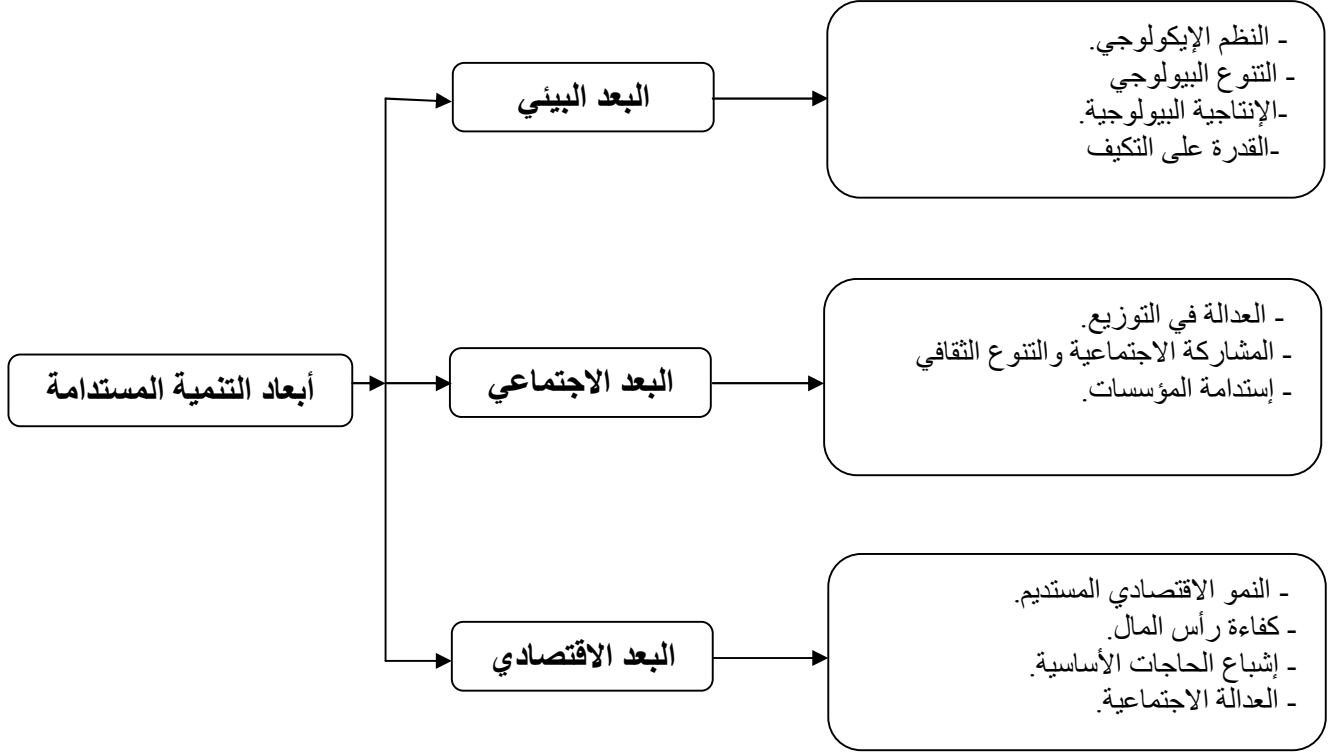 أبعاد التنمية المستدامة
البعد البيئي
- النظم الإيكولوجي.
- التنوع البيولوجي
-الإنتاجية البيولوجية.
-القدرة على التكيف
البعد الاجتماعي
- العدالة في التوزيع.
- المشاركة الاجتماعية والتنوع الثقافي
- إستدامة المؤسسات.
البعد الاقتصادي
- النمو الاقتصادي المستديم.
- كفاءة رأس المال.
- إشباع الحاجات الأساسية.
- العدالة الاجتماعية.